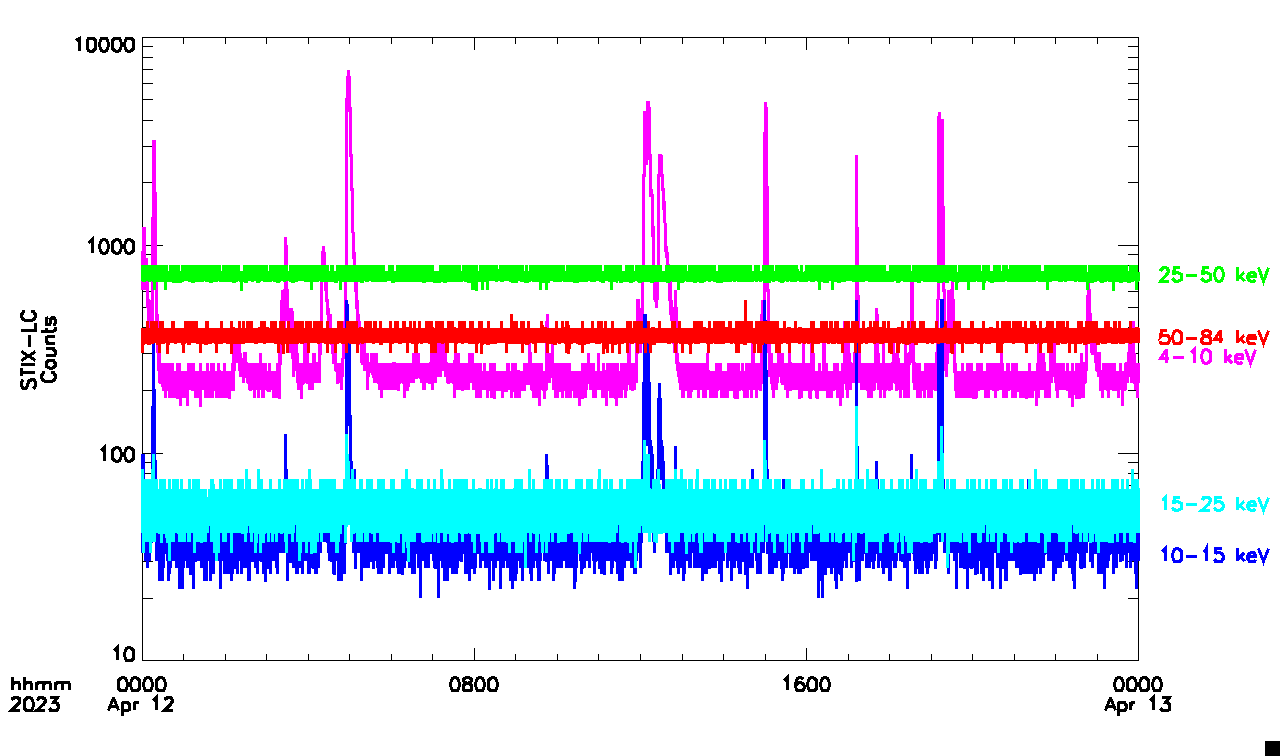 10000
1000
100
10
STIX-LC
Counts
25-50 keV
50-84 keV
4-10 keV
15-25 keV
10-15 keV
hhmm 0000 0800 1600 0000
2023 Apr 12 Apr 13